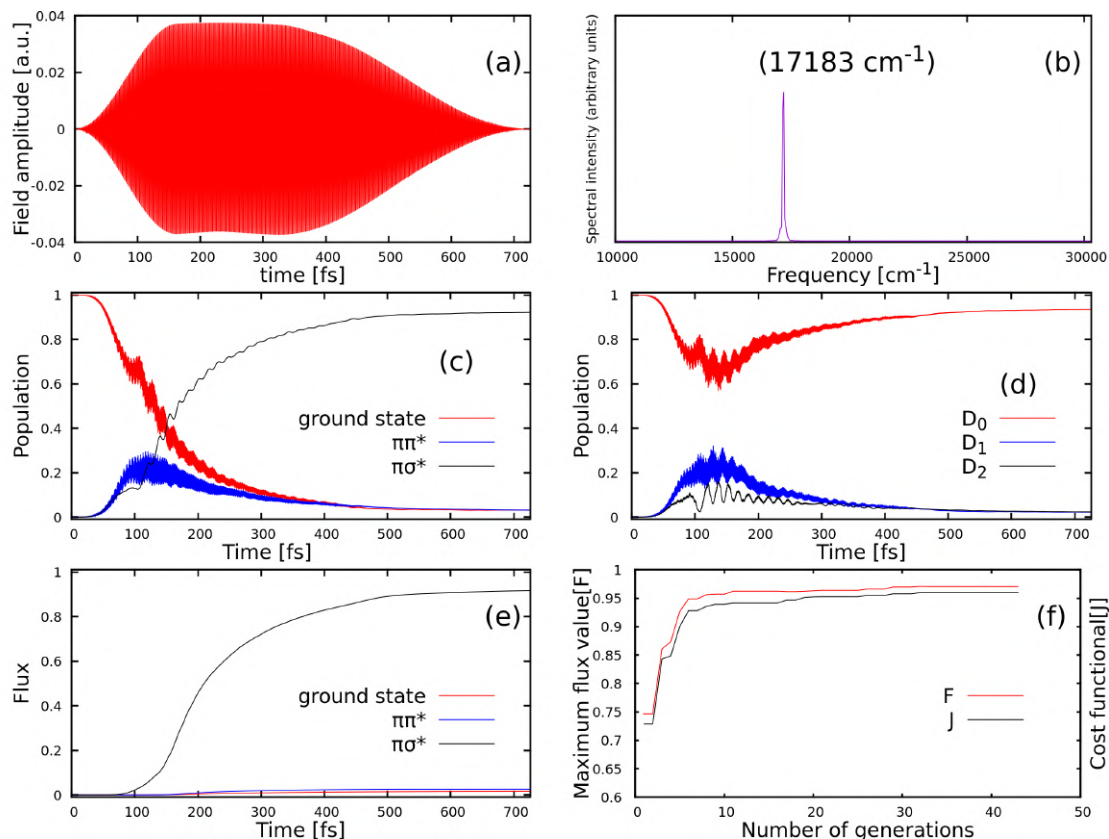 0.04
0.02
0
-0.02
-0.04
Field amplitude [a.u.]
(a)
0 100 200 300 400 500 600 700
time [fs]
Spectral intensity (arbitrary units)
(17183 cm⁻¹)
(b)
10000 15000 20000 25000 30000
Frequency [cm⁻¹]
1
0.8
0.6
0.4
0.2
0
Population
(c)
ground state
ππ*
πσ*
0 100 200 300 400 500 600 700
Time [fs]
1
0.8
0.6
0.4
0.2
0
Population
(d)
D₀
D₁
D₂
0 100 200 300 400 500 600 700
Time [fs]
1
0.8
0.6
0.4
0.2
0
Flux
(e)
ground state
ππ*
πσ*
0 100 200 300 400 500 600 700
Time [fs]
1
0.95
0.9
0.85
0.8
0.75
0.7
0.65
0.6
Maximum flux value[F]
(f)
F
J
Cost functional[J]
0 10 20 30 40 50
Number of generations